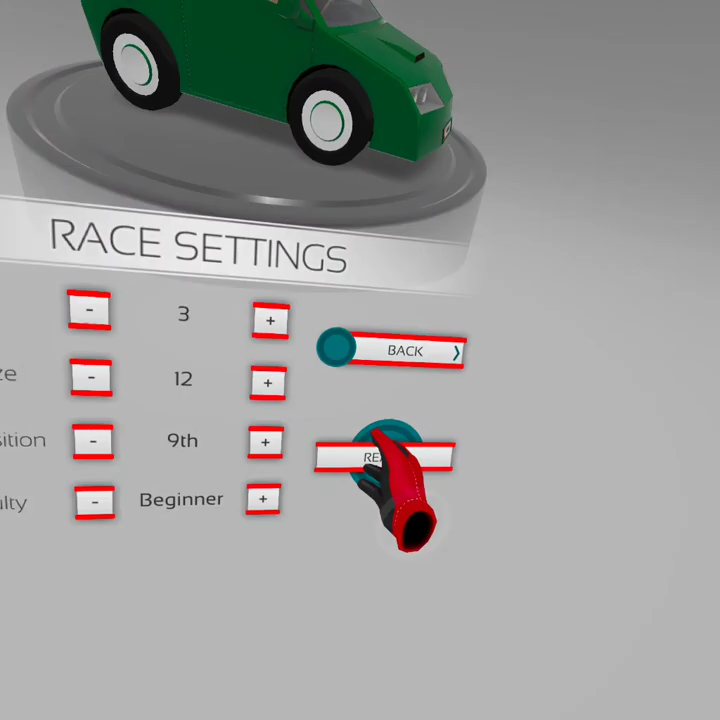 RACE SETTINGS
- 3 +
BACK
ze - 12 +
sition - 9th +
lty - Beginner +